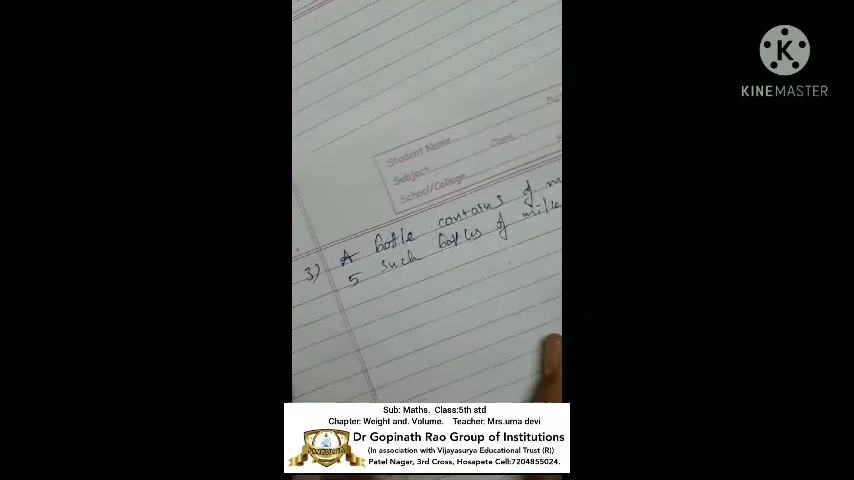 KINEMASTER
Student Name
Class
Subject
School/College
3) A bottle contains of
5 such bottles of milk
Sub: Maths. Class:5th std
Chapter: Weight and. Volume. Teacher: Mrs.uma devi
Dr Gopinath Rao Group of Institutions
(In association with Vijayasurya Educational Trust (R))
Patel Nagar, 3rd Cross, Hosapete Cell:7204855024.